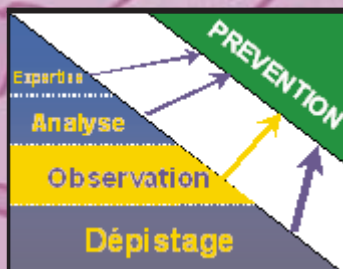 PREVENTION
Expertise
Analyse
Observation
Dépistage